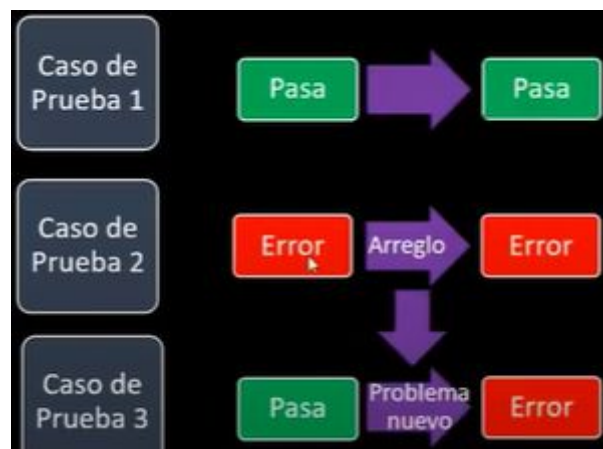 Caso de
Prueba 1
Pasa
Pasa
Caso de
Prueba 2
Error
Arreglo
Error
Caso de
Prueba 3
Pasa
Problema
nuevo
Error